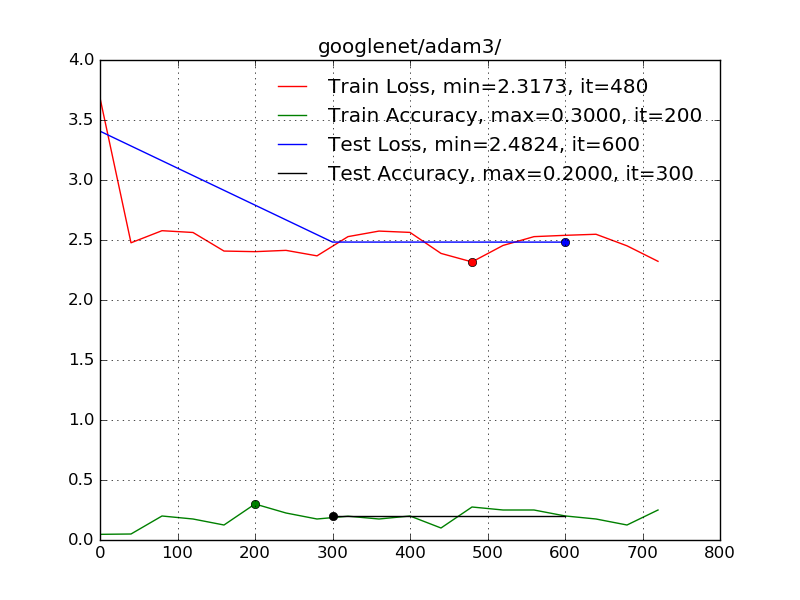 googlenet/adam3/
Train Loss, min=2.3173, it=480
Train Accuracy, max=0.3000, it=200
Test Loss, min=2.4824, it=600
Test Accuracy, max=0.2000, it=300
4.0
3.5
3.0
2.5
2.0
1.5
1.0
0.5
0.0
0 100 200 300 400 500 600 700 800